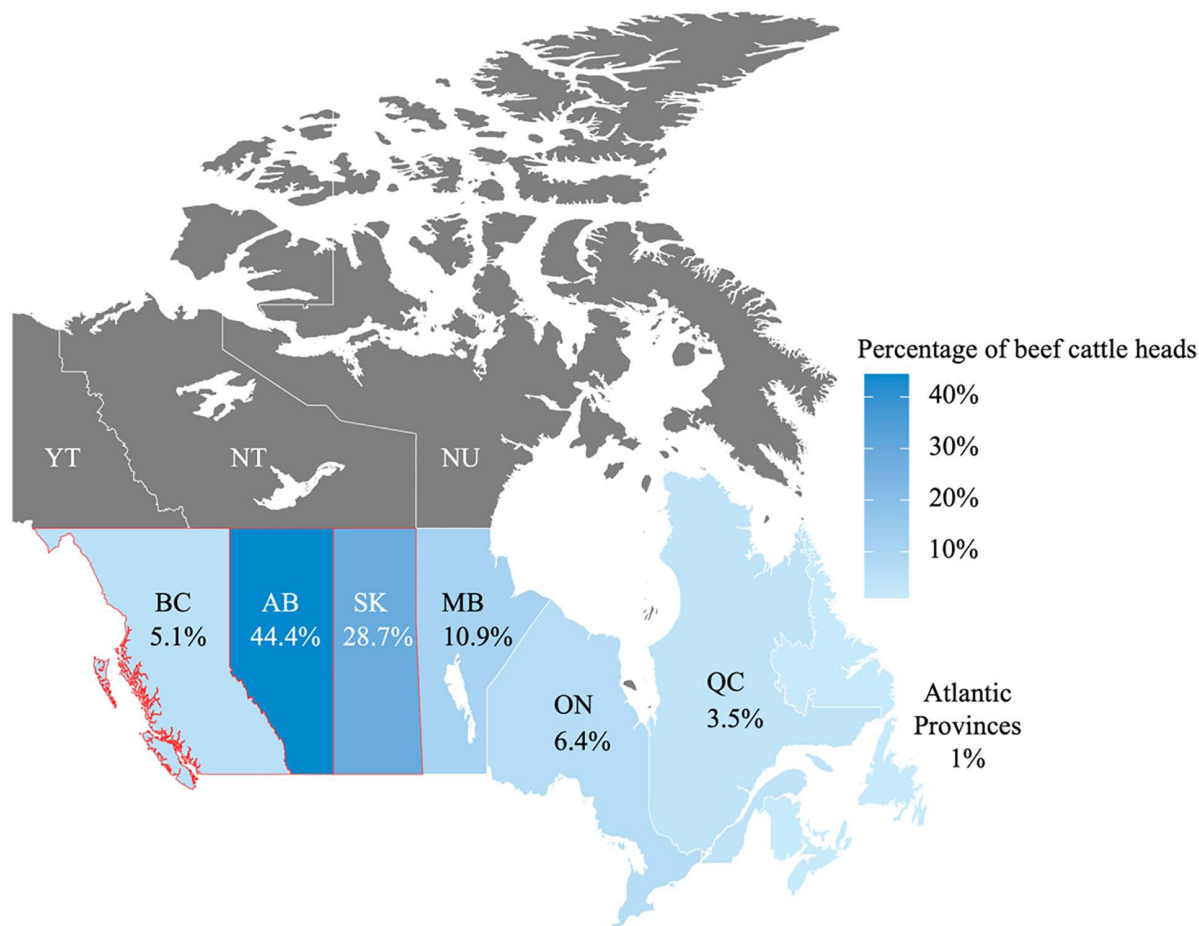 Percentage of beef cattle heads
40%
30%
20%
10%
YT
NT
NU
BC
5.1%
AB
44.4%
SK
28.7%
MB
10.9%
ON
6.4%
QC
3.5%
Atlantic
Provinces
1%